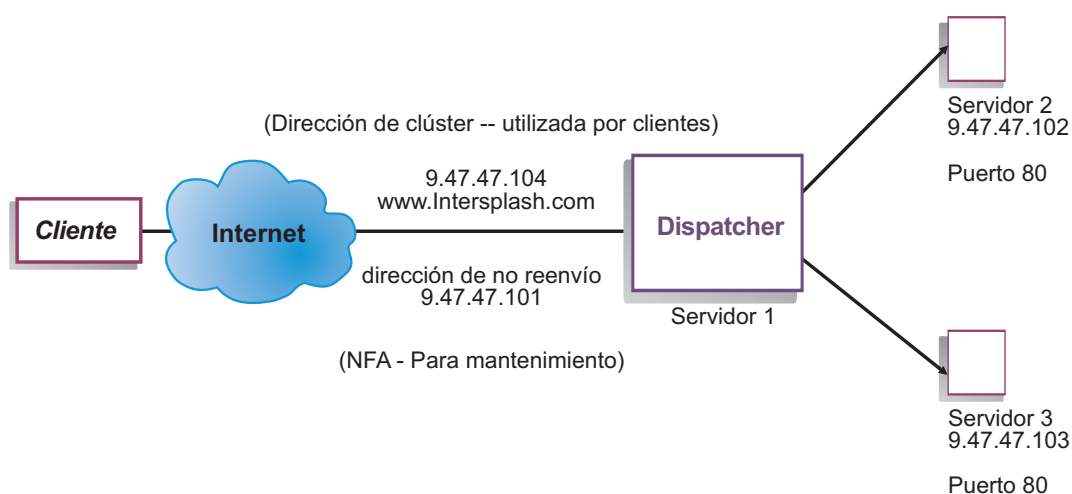 (Dirección de clúster -- utilizada por clientes)
9.47.47.104
www.Intersplash.com
Cliente
Internet
dirección de no reenvío
9.47.47.101
(NFA - Para mantenimiento)
Dispatcher
Servidor 1
Servidor 2
9.47.47.102
Puerto 80
Servidor 3
9.47.47.103
Puerto 80